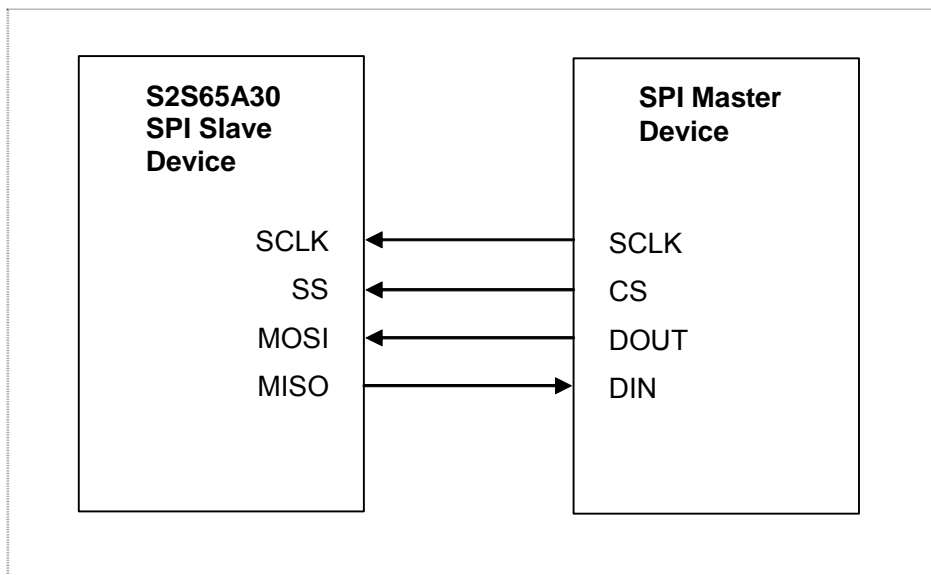 S2S65A30
SPI Slave
Device
SPI Master
Device
SCLK
SCLK
SS
CS
MOSI
DOUT
MISO
DIN